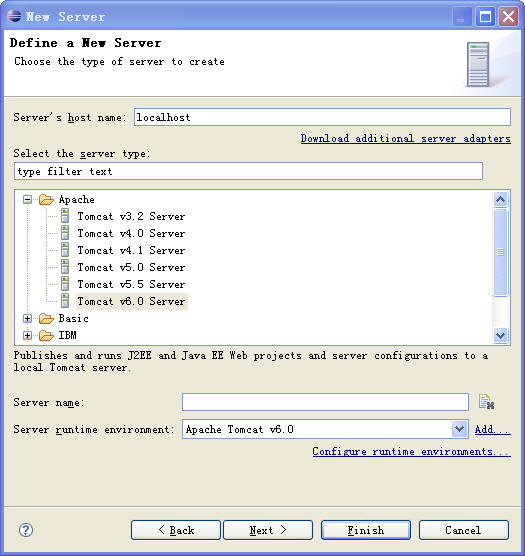 New Server
Define a New Server
Choose the type of server to create
Server's host name: localhost
Download additional server adapters
Select the server type:
type filter text
Apache
Tomcat v3.2 Server
Tomcat v4.0 Server
Tomcat v4.1 Server
Tomcat v5.0 Server
Tomcat v5.5 Server
Tomcat v6.0 Server
Basic
IBM
Publishes and runs J2EE and Java EE Web projects and server configurations to a
local Tomcat server.
Server name:
Server runtime environment: Apache Tomcat v6.0 Add...
Configure runtime environments...
? < Back Next > Finish Cancel